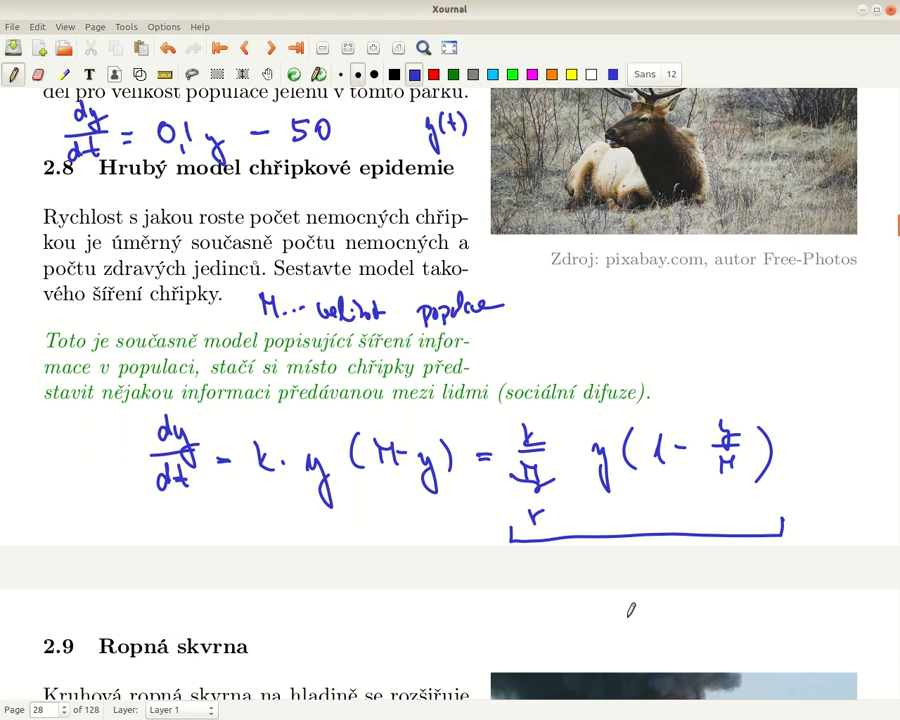 Xournal
File Edit View Page Tools Options Help
T Sans 12
del pro velikost populace jelenů v tomto parku.
dy/dt = 0,1 y - 50 y(t)
2.8 Hrubý model chřipkové epidemie
Rychlost s jakou roste počet nemocných chřip-
kou je úměrný současně počtu nemocných a
počtu zdravých jedinců. Sestavte model tako-
vého šíření chřipky.
M... velikost populace
Zdroj: pixabay.com, autor Free-Photos
Toto je současně model popisující šíření infor-
mace v populaci, stačí si místo chřipky před-
stavit nějakou informaci předávanou mezi lidmi (sociální difuze).
dy/dt = k. y (M-y) = k/M y(1 - y/M)
r
2.9 Ropná skvrna
Kruhová ropná skvrna na hladině se rozšiřuje
Page 28 of 128 Layer: Layer 1